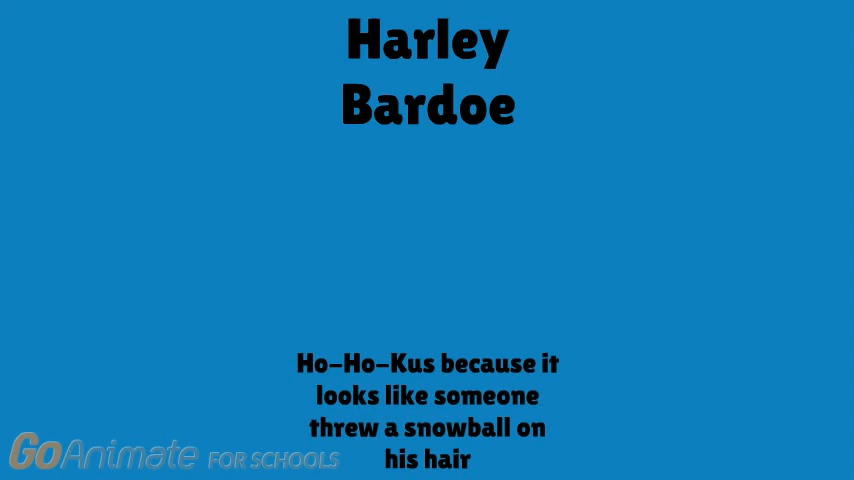 Harley
Bardoe
Ho-Ho-Kus because it
looks like someone
threw a snowball on
his hair
GoAnimate FOR SCHOOLS